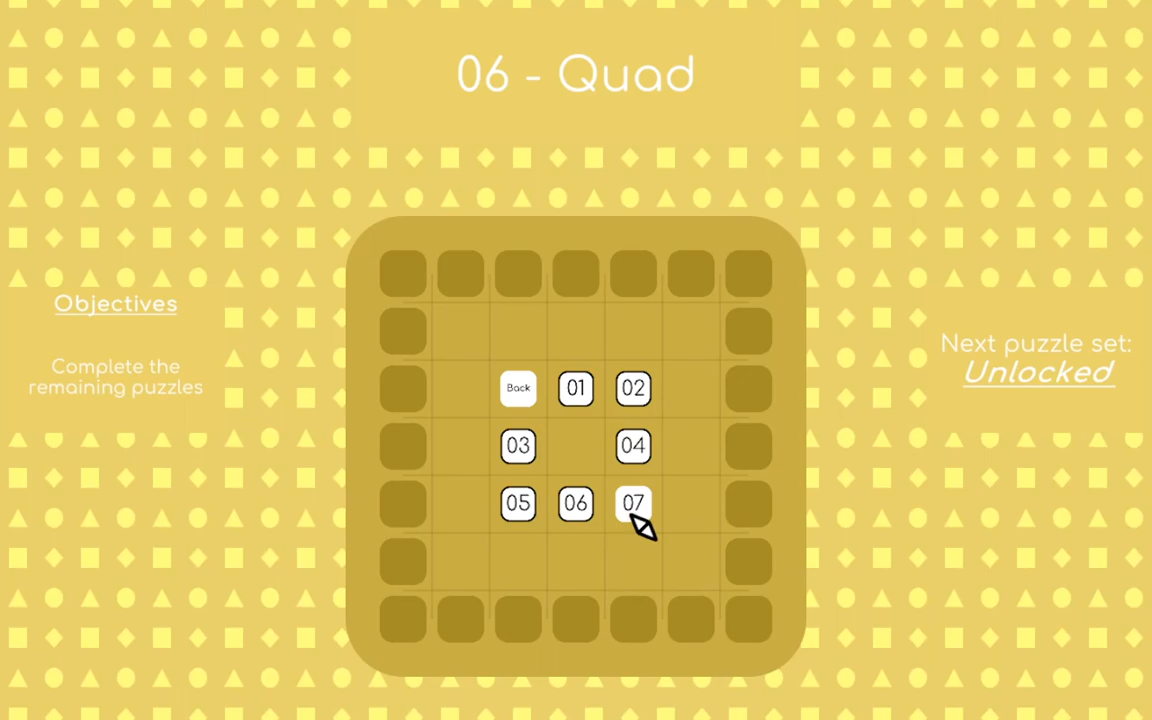 06 - Quad
Objectives
Complete the
remaining puzzles
Next puzzle set:
Unlocked
Back 01 02
03 04
05 06 07